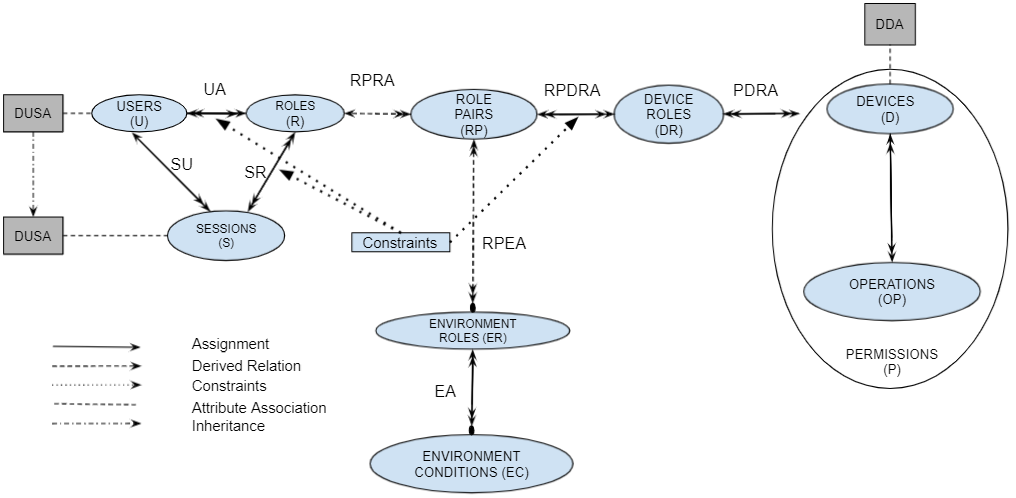 DDA
DUSA
USERS
(U)
UA
ROLES
(R)
RPRA
ROLE
PAIRS
(RP)
RPDRA
DEVICE
ROLES
(DR)
PDRA
DEVICES
(D)
SU
SR
DUSA
SESSIONS
(S)
Constraints
RPEA
OPERATIONS
(OP)
ENVIRONMENT
ROLES (ER)
PERMISSIONS
(P)
EA
ENVIRONMENT
CONDITIONS (EC)
Assignment
Derived Relation
Constraints
Attribute Association
Inheritance